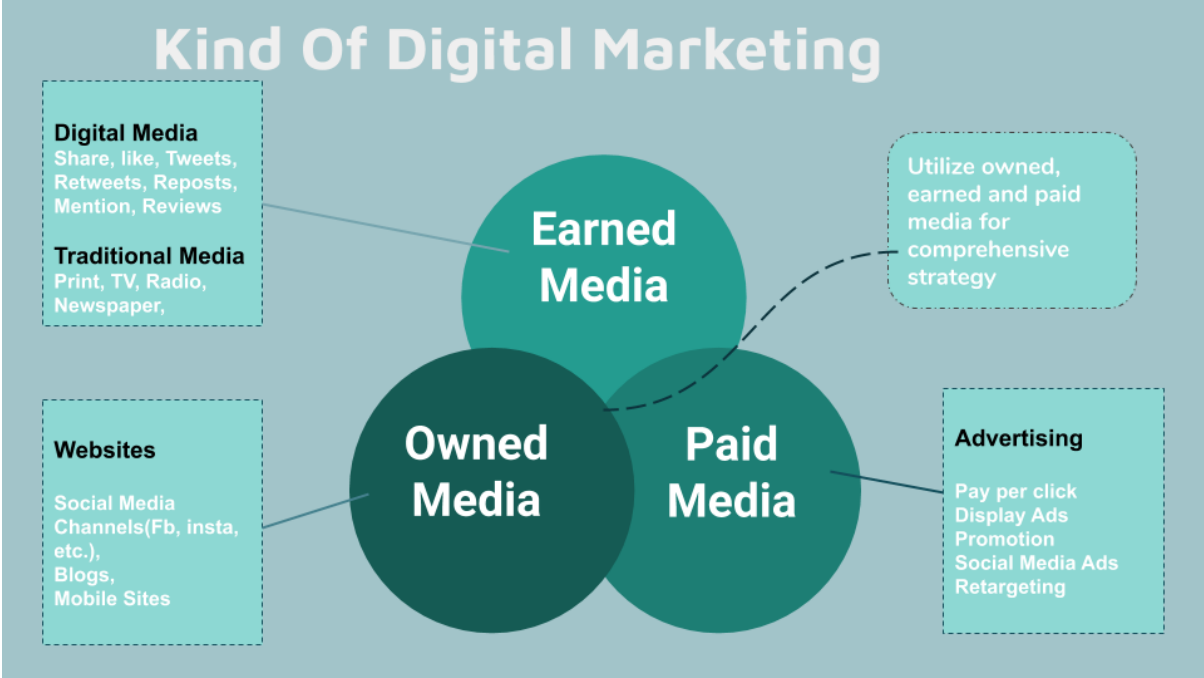 Kind Of Digital Marketing
Digital Media
Share, like, Tweets,
Retweets, Reposts,
Mention, Reviews
Traditional Media
Print, TV, Radio,
Newspaper,
Earned
Media
Utilize owned,
earned and paid
media for
comprehensive
strategy
Websites
Social Media
Channels(Fb, insta,
etc.),
Blogs,
Mobile Sites
Owned
Media
Paid
Media
Advertising
Pay per click
Display Ads
Promotion
Social Media Ads
Retargeting